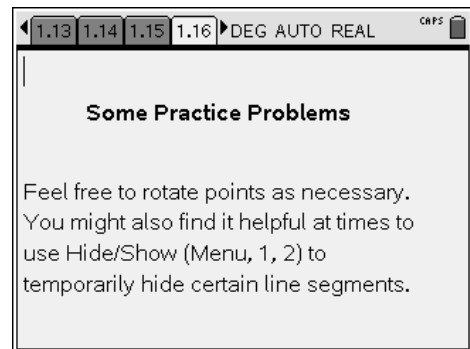 1.13 1.14 1.15 1.16 DEG AUTO REAL CAPS
Some Practice Problems
Feel free to rotate points as necessary.
You might also find it helpful at times to
use Hide/Show (Menu, 1, 2) to
temporarily hide certain line segments.